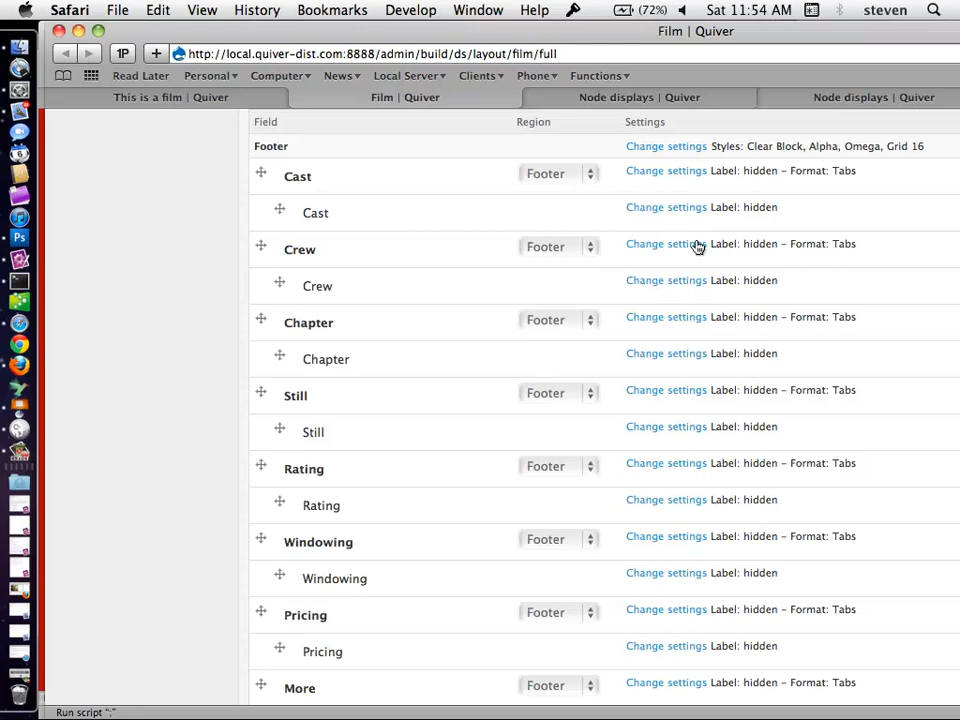 Safari File Edit View History Bookmarks Develop Window Help (72%) Sat 11:54 AM steven
Film | Quiver
1P + http://local.quiver-dist.com:8888/admin/build/ds/layout/film/full
Read Later Personal Computer News Local Server Clients Phone Functions
This is a film | Quiver Film | Quiver Node displays | Quiver Node displays | Quiver
Field Region Settings
Footer Change settings Styles: Clear Block, Alpha, Omega, Grid 16
Cast Footer Change settings Label: hidden - Format: Tabs
Cast Change settings Label: hidden
Crew Footer Change settings Label: hidden - Format: Tabs
Crew Change settings Label: hidden
Chapter Footer Change settings Label: hidden - Format: Tabs
Chapter Change settings Label: hidden
Still Footer Change settings Label: hidden - Format: Tabs
Still Change settings Label: hidden
Rating Footer Change settings Label: hidden - Format: Tabs
Rating Change settings Label: hidden
Windowing Footer Change settings Label: hidden - Format: Tabs
Windowing Change settings Label: hidden
Pricing Footer Change settings Label: hidden - Format: Tabs
Pricing Change settings Label: hidden
More Footer Change settings Label: hidden - Format: Tabs
Run script ";"
6
Ps